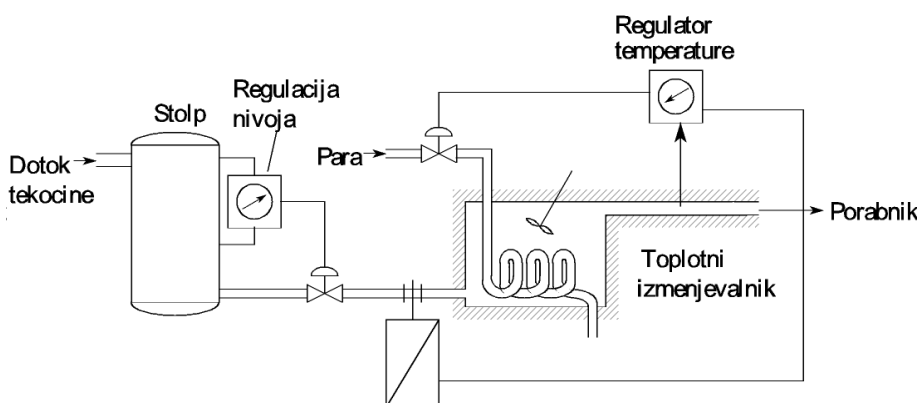 Regulator
temperature
Regulacija
nivoja
Stolp
Dotok
tekocine
Para
Porabnik
Toplotni
izmenjevalnik